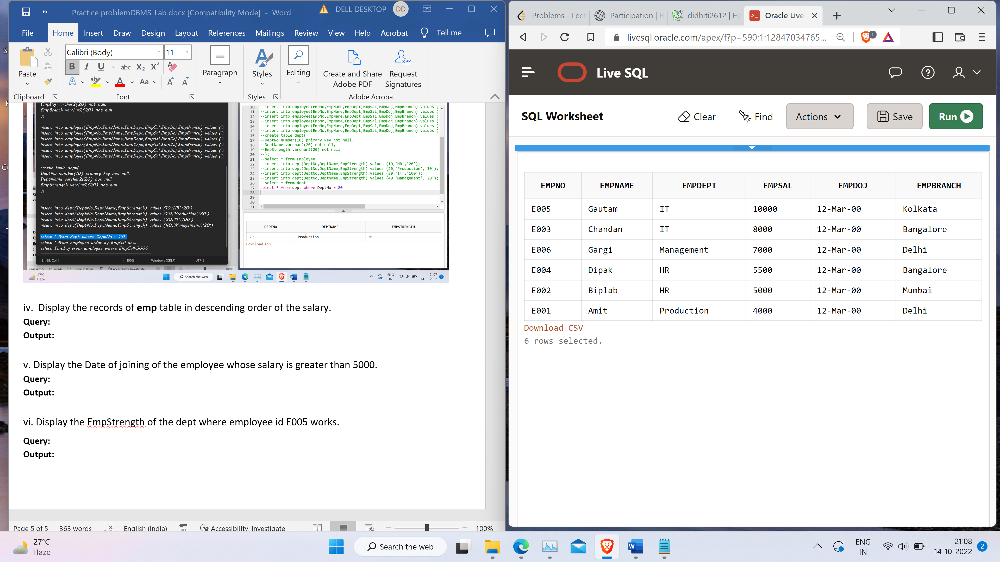 Practice problemDBMS_Lab.docx [Compatibility Mode] - Word
DELL DESKTOP DD
File Home Insert Draw Design Layout References Mailings Review View Help Acrobat Tell me
Calibri (Body) 11
Paste
B I U abc X2 X2
Aa
Clipboard
Font
Paragraph
Styles
Styles
Editing
Create and Share Adobe PDF
Request Signatures
Adobe Acrobat
EmpDoj varchar2(20) not null,
EmpBranch varchar2(20) not null
);
insert into employee(EmpNo,EmpName,EmpDept,EmpSal,EmpDoj,EmpBranch) values
insert into employee(EmpNo,EmpName,EmpDept,EmpSal,EmpDoj,EmpBranch) values
insert into employee(EmpNo,EmpName,EmpDept,EmpSal,EmpDoj,EmpBranch) values
insert into employee(EmpNo,EmpName,EmpDept,EmpSal,EmpDoj,EmpBranch) values
insert into employee(EmpNo,EmpName,EmpDept,EmpSal,EmpDoj,EmpBranch) values
insert into employee(EmpNo,EmpName,EmpDept,EmpSal,EmpDoj,EmpBranch) values
create table dept(
DeptNo number(10) primary key not null,
DeptName varchar2(20) not null,
EmpStrength varchar2(20) not null
);
insert into dept(DeptNo,DeptName,EmpStrength) values (10,'HR','20')
insert into dept(DeptNo,DeptName,EmpStrength) values (20,'Production','30')
insert into dept(DeptNo,DeptName,EmpStrength) values (30,'IT','100')
insert into dept(DeptNo,DeptName,EmpStrength) values (40,'Management','20')
select * from dept where DeptNo = 20
select * from employee order by EmpSal desc
select EmpDoj from employee where EmpSal>5000
Ln 68, Col 1 100% Windows (CRLF) UTF-8
Page 4 of 5 373 words English (India) Accessibility: Investigate 100%
10 --insert into employee(EmpNo,EmpName,EmpDept,EmpSal,EmpDoj,EmpBranch) values (
11 --insert into employee(EmpNo,EmpName,EmpDept,EmpSal,EmpDoj,EmpBranch) values (
12 --insert into employee(EmpNo,EmpName,EmpDept,EmpSal,EmpDoj,EmpBranch) values (
13 --insert into employee(EmpNo,EmpName,EmpDept,EmpSal,EmpDoj,EmpBranch) values (
14 --insert into employee(EmpNo,EmpName,EmpDept,EmpSal,EmpDoj,EmpBranch) values (
15 --insert into employee(EmpNo,EmpName,EmpDept,EmpSal,EmpDoj,EmpBranch) values (
16 --create table dept(
17 --DeptNo number(10) primary key not null,
18 --DeptName varchar2(20) not null,
19 --EmpStrength varchar2(20) not null
20 --);
21 --select * from Employee
22 --insert into dept(DeptNo,DeptName,EmpStrength) values (10,'HR','20');
23 --insert into dept(DeptNo,DeptName,EmpStrength) values (20,'Production','30');
24 --insert into dept(DeptNo,DeptName,EmpStrength) values (30,'IT','100');
25 --insert into dept(DeptNo,DeptName,EmpStrength) values (40,'Management','20');
26 --select * from dept
27 select * from dept where DeptNo = 20
28
29
30
31
DEPTNO DEPTNAME EMPSTRENGTH
20 Production 30
Download CSV
27°C Haze
Search the web
ENG IN
21:07
14-10-2022 2
iv. Display the records of emp table in descending order of the salary.
Query:
Output:
v. Display the Date of joining of the employee whose salary is greater than 5000.
Query:
Output:
vi. Display the EmpStrength of the dept where employee id E005 works.
Query:
Output:
Page 5 of 5 363 words English (India) Accessibility: Investigate 100%
Problems - Leet Participation | H didhiti2612 | Ho Oracle Live
livesql.oracle.com/apex/f?p=590:1:12847034765... 1
Live SQL
SQL Worksheet Clear Find Actions Save Run
EMPNO EMPNAME EMPDEPT EMPSAL EMPDOJ EMPBRANCH
E005 Gautam IT 10000 12-Mar-00 Kolkata
E003 Chandan IT 8000 12-Mar-00 Bangalore
E006 Gargi Management 7000 12-Mar-00 Delhi
E004 Dipak HR 5500 12-Mar-00 Bangalore
E002 Biplab HR 5000 12-Mar-00 Mumbai
E001 Amit Production 4000 12-Mar-00 Delhi
Download CSV
6 rows selected.
27°C
Haze
Search the web
ENG
IN
21:08
14-10-2022
2